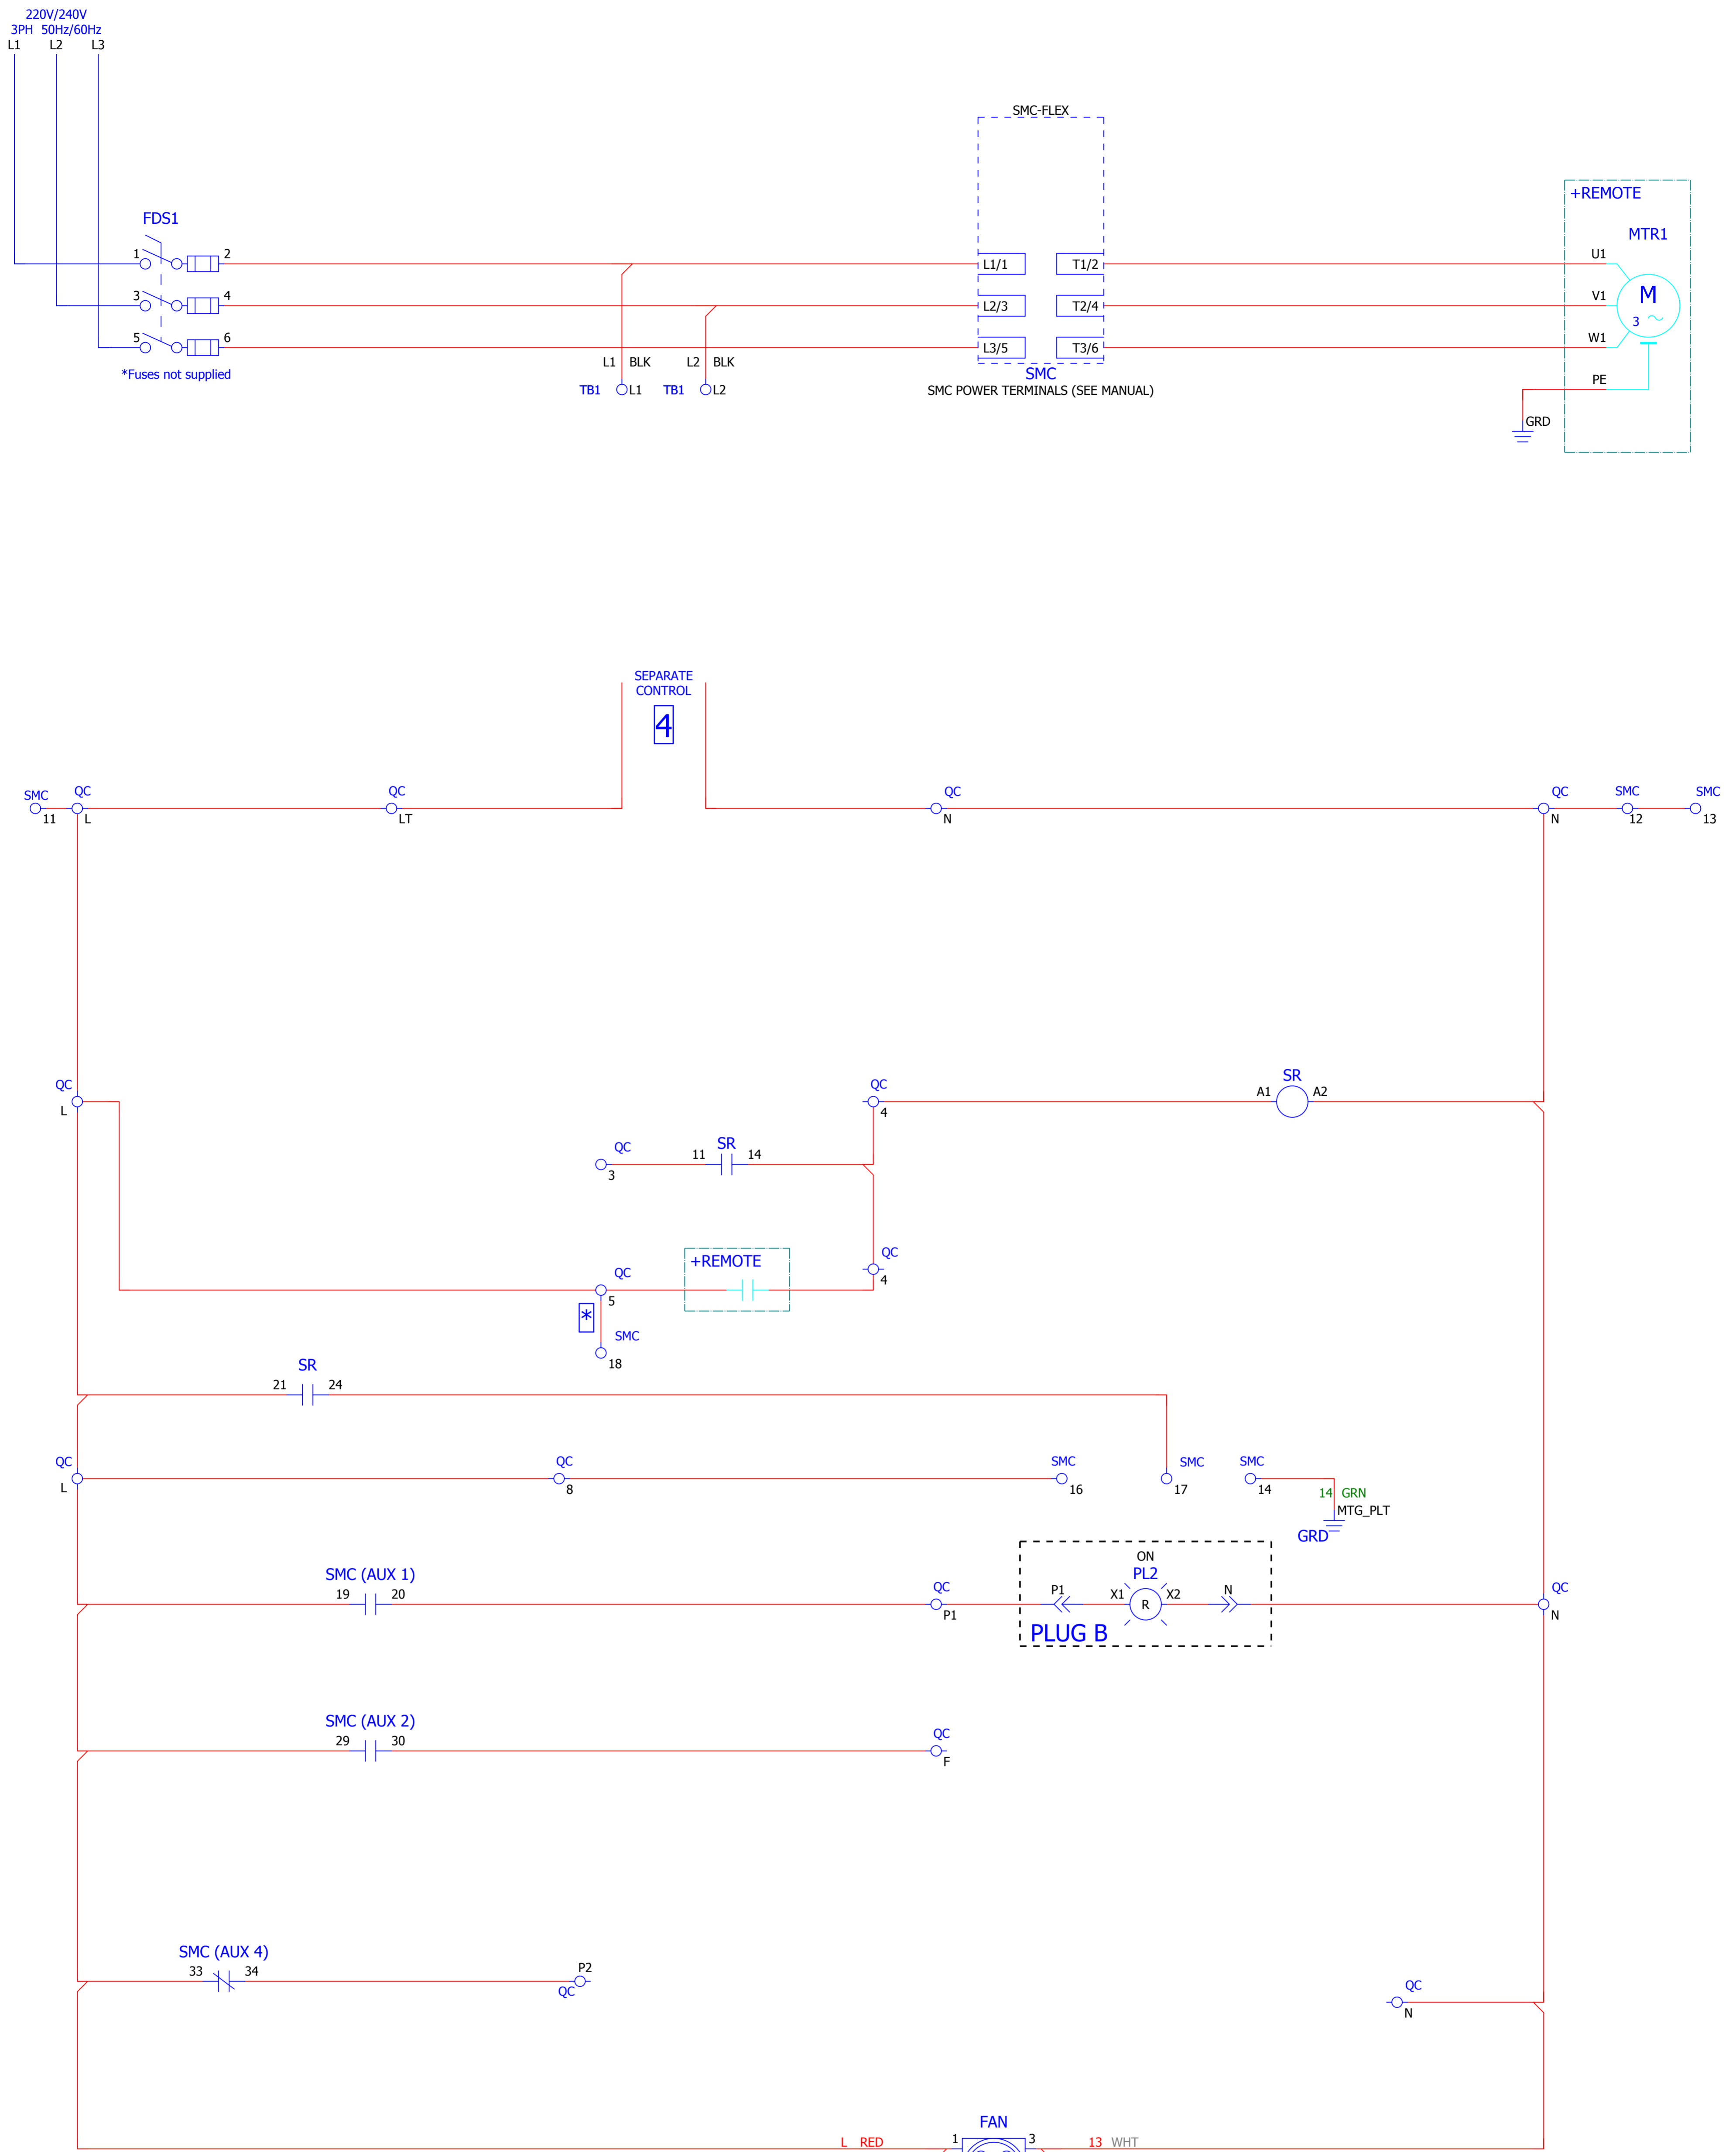 220V/240V
3PH 50Hz/60Hz
L1 L2 L3
SMC-FLEX
+REMOTE
FDS1
MTR1
1 2 L1/1 T1/2 U1
3 4 L2/3 T2/4 V1 M
3
5 6 L3/5 T3/6 W1
L1 BLK L2 BLK
*Fuses not supplied
SMC
PE
TB1 L1 TB1 L2
SMC POWER TERMINALS (SEE MANUAL)
GRD
SEPARATE
CONTROL
4
SMC QC QC QC QC SMC SMC
11 L LT N N 12 13
QC QC SR
A1 A2
L 4
QC 11 SR 14
3
QC
+REMOTE
QC
4
5
*
SMC
18
SR
21 24
QC QC SMC SMC SMC
L 8 16 17 14
14 GRN
MTG_PLT
GRD
ON
SMC (AUX 1) PL2
19 20 QC P1 X1 R X2 N QC
P1 N
PLUG B
SMC (AUX 2)
29 30 QC
F
SMC (AUX 4)
33 34 P2
QC
QC
N
FAN
L RED 1 3 13 WHT